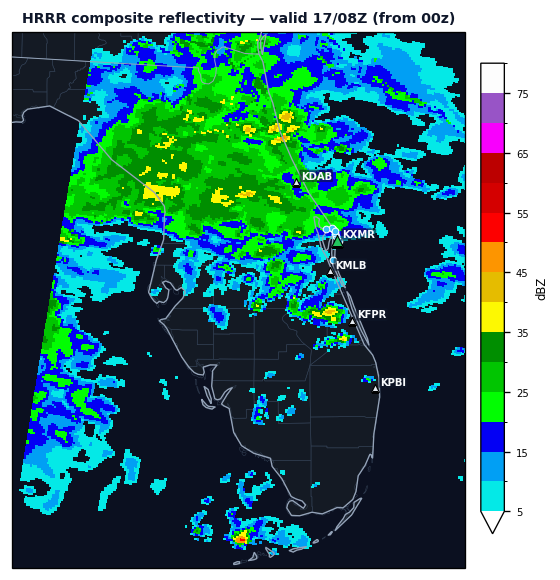 HRRR composite reflectivity — valid 17/08Z (from 00z)
KDAB
KXMR
KMLB
KFPR
KPBI
75
65
55
45
35
25
15
5
dBZ